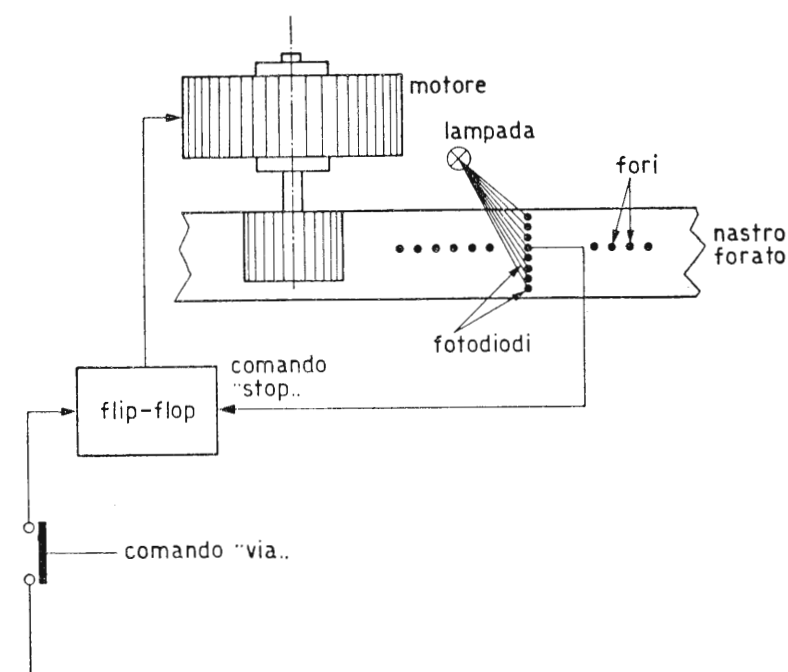 motore
lampada
fori
nastro
forato
fotodiodi
comando
"stop„
flip-flop
comando "via„